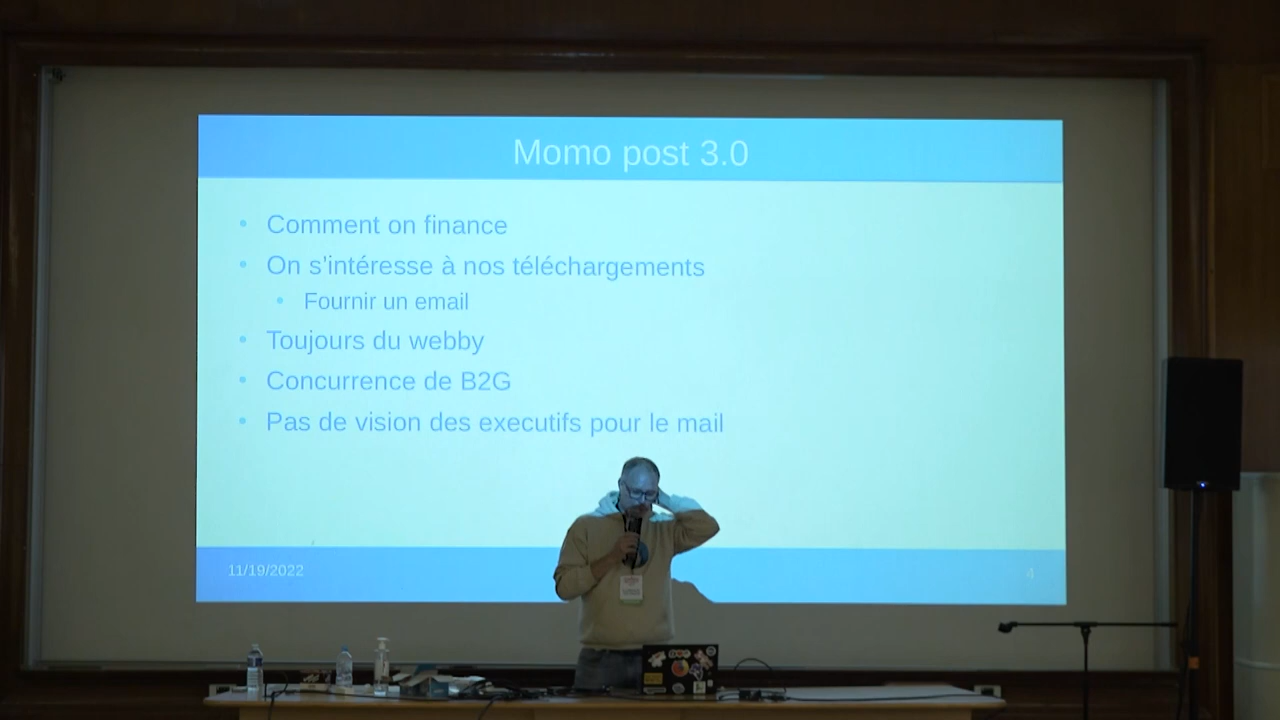 Momo post 3.0
• Comment on finance
• On s'intéresse à nos téléchargements
• Fournir un email
• Toujours du webby
• Concurrence de B2G
• Pas de vision des executifs pour le mail
11/19/2022
4